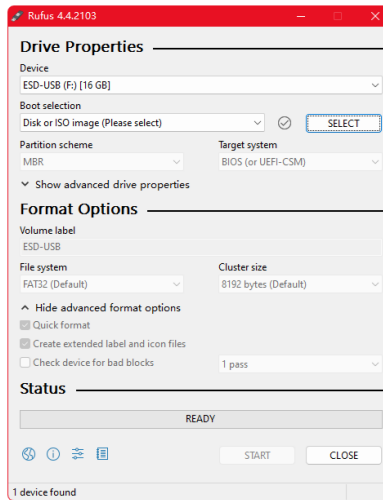 Rufus 4.4.2103
Drive Properties
Device
ESD-USB (F:) [16 GB]
Boot selection
Disk or ISO image (Please select)
SELECT
Partition scheme
Target system
MBR
BIOS (or UEFI-CSM)
Show advanced drive properties
Format Options
Volume label
ESD-USB
File system
Cluster size
FAT32 (Default)
8192 bytes (Default)
Hide advanced format options
Quick format
Create extended label and icon files
Check device for bad blocks
1 pass
Status
READY
START
CLOSE
1 device found